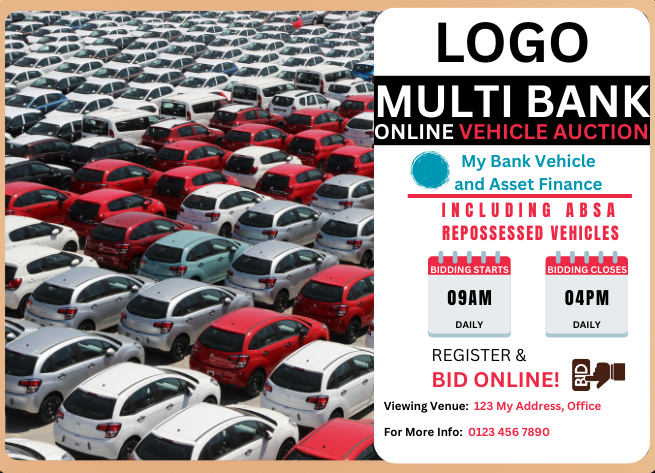 LOGO
MULTI BANK
ONLINE VEHICLE AUCTION
My Bank Vehicle
and Asset Finance
INCLUDING ABSA
REPOSSESSED VEHICLES
BIDDING STARTS
09AM
DAILY
BIDDING CLOSES
04PM
DAILY
REGISTER &
BID ONLINE!
BID
Viewing Venue: 123 My Address, Office
For More Info: 0123 456 7890